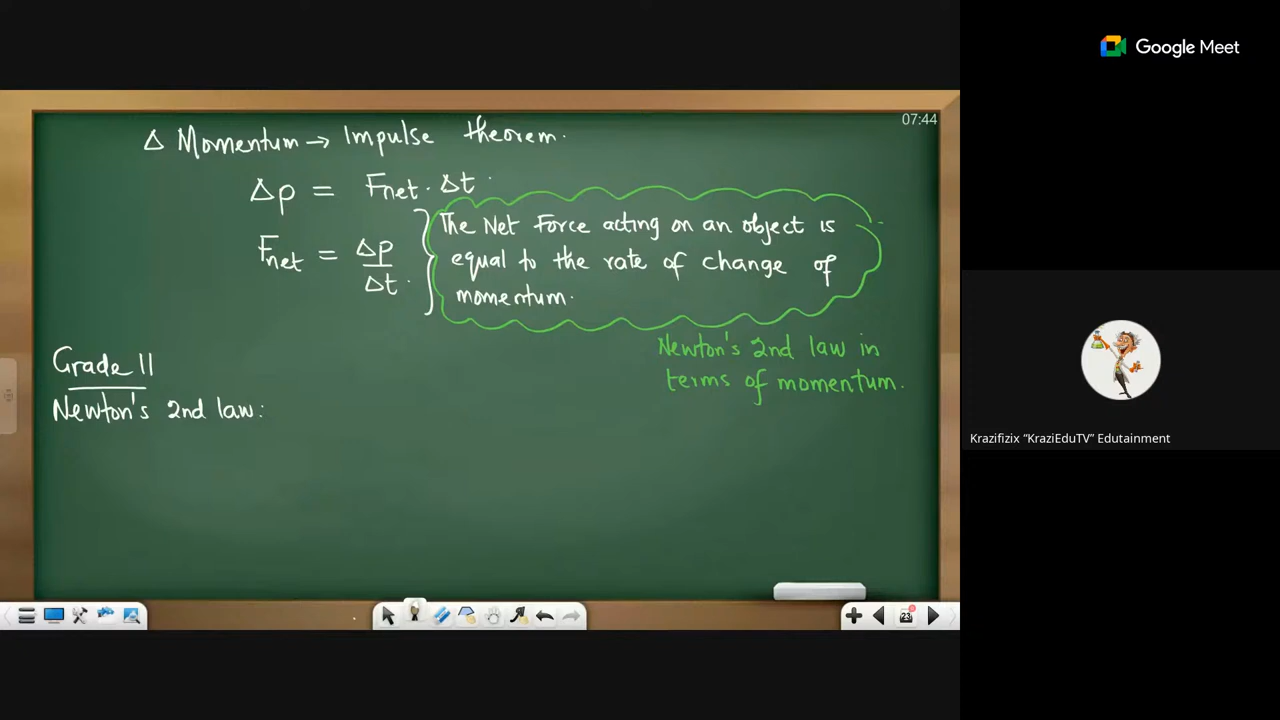 Google Meet
07:44
Δ Momentum → Impulse theorem.
Δp = Fnet. Δt
Fnet = Δp/Δt
The Net Force acting on an object is
equal to the rate of change of
momentum.
Newton's 2nd law in
terms of momentum.
Grade 11
Newton's 2nd law:
23
Krazifizix “KraziEduTV” Edutainment